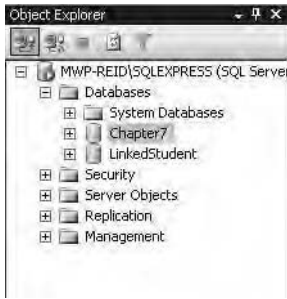 Object Explorer
MWP-REID\SQLEXPRESS (SQL Server
Databases
System Databases
Chapter7
LinkedStudent
Security
Server Objects
Replication
Management